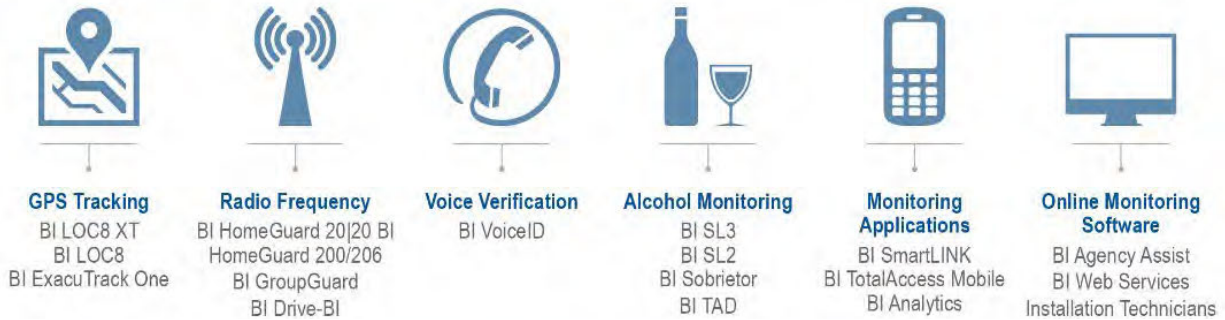 GPS Tracking
BI LOC8 XT
BI LOC8
BI ExacuTrack One
Radio Frequency
BI HomeGuard 20|20 BI
HomeGuard 200/206
BI GroupGuard
BI Drive-BI
Voice Verification
BI VoiceID
Alcohol Monitoring
BI SL3
BI SL2
BI Sobrietor
BI TAD
Monitoring
Applications
BI SmartLINK
BI TotalAccess Mobile
BI Analytics
Online Monitoring
Software
BI Agency Assist
BI Web Services
Installation Technicians